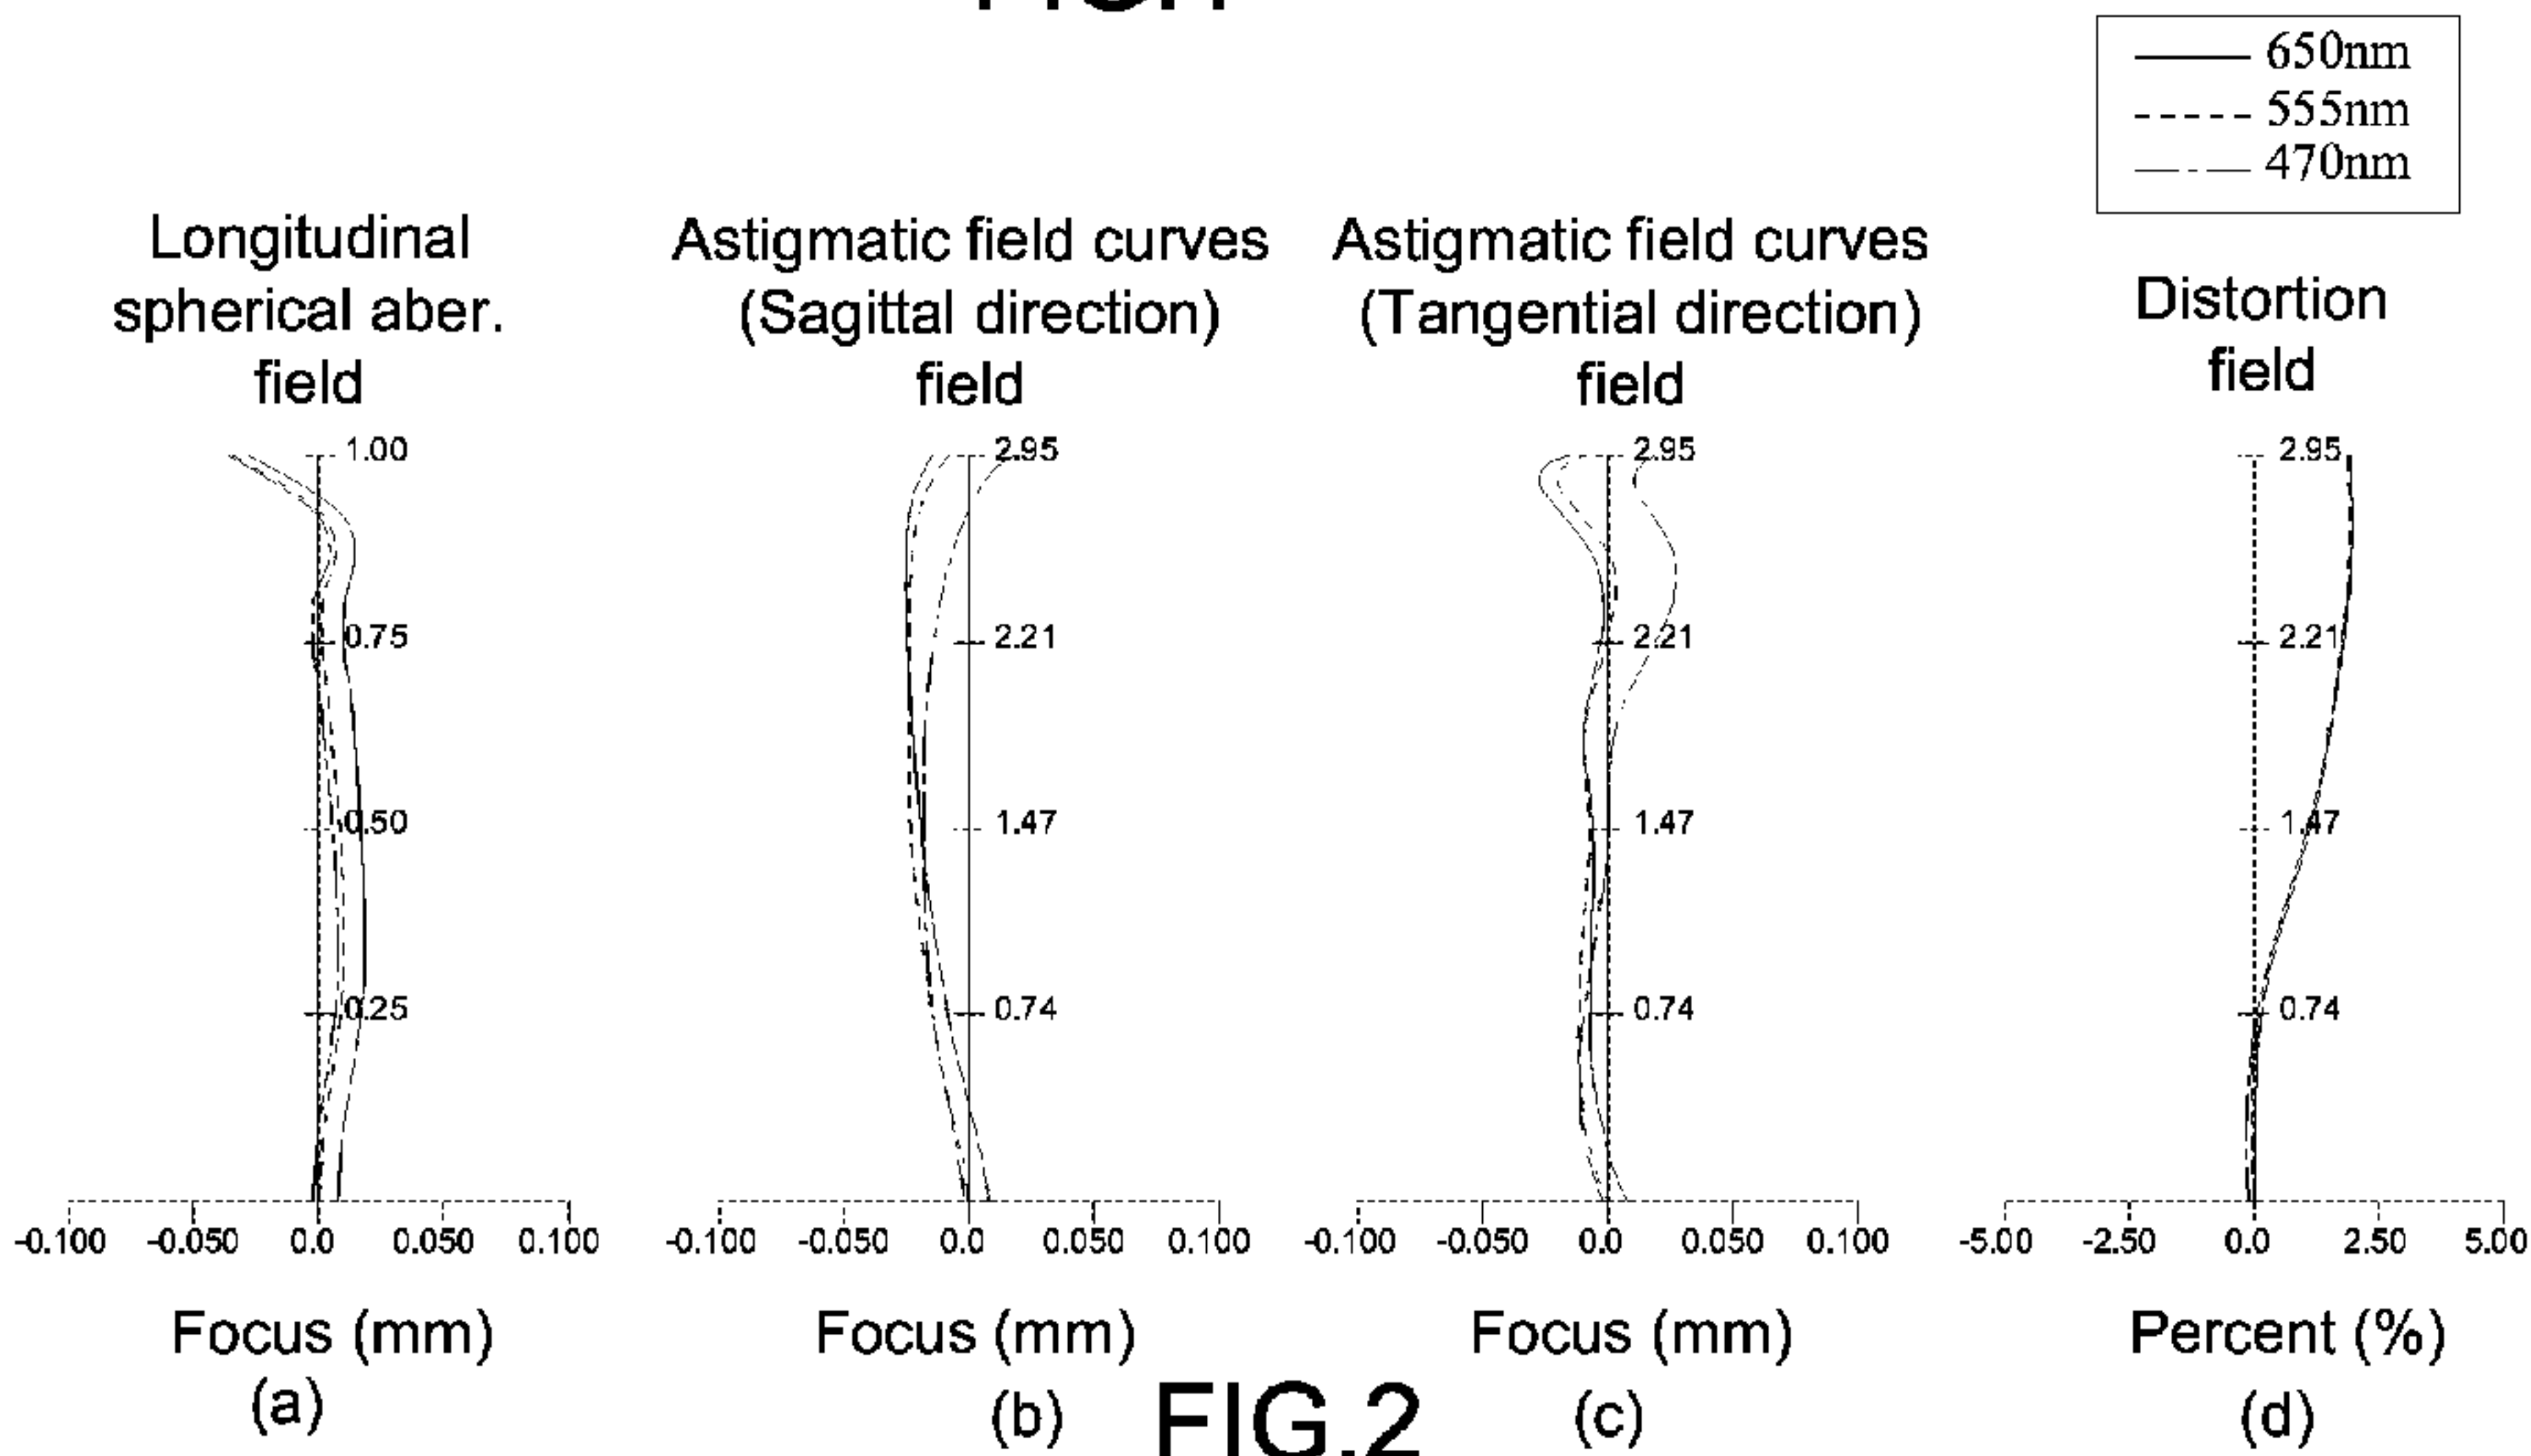 650nm
555nm
470nm
Longitudinal
spherical aber.
field
Astigmatic field curves
(Sagittal direction)
field
Astigmatic field curves
(Tangential direction)
field
Distortion
field
1.00
0.75
0.50
0.25
-0.100 -0.050 0.0 0.050 0.100
Focus (mm)
(a)
2.95
2.21
1.47
0.74
-0.100 -0.050 0.0 0.050 0.100
Focus (mm)
(b)
2.95
2.21
1.47
0.74
-0.100 -0.050 0.0 0.050 0.100
Focus (mm)
(c)
2.95
2.21
1.47
0.74
-5.00 -2.50 0.0 2.50 5.00
Percent (%)
(d)
FIG.2